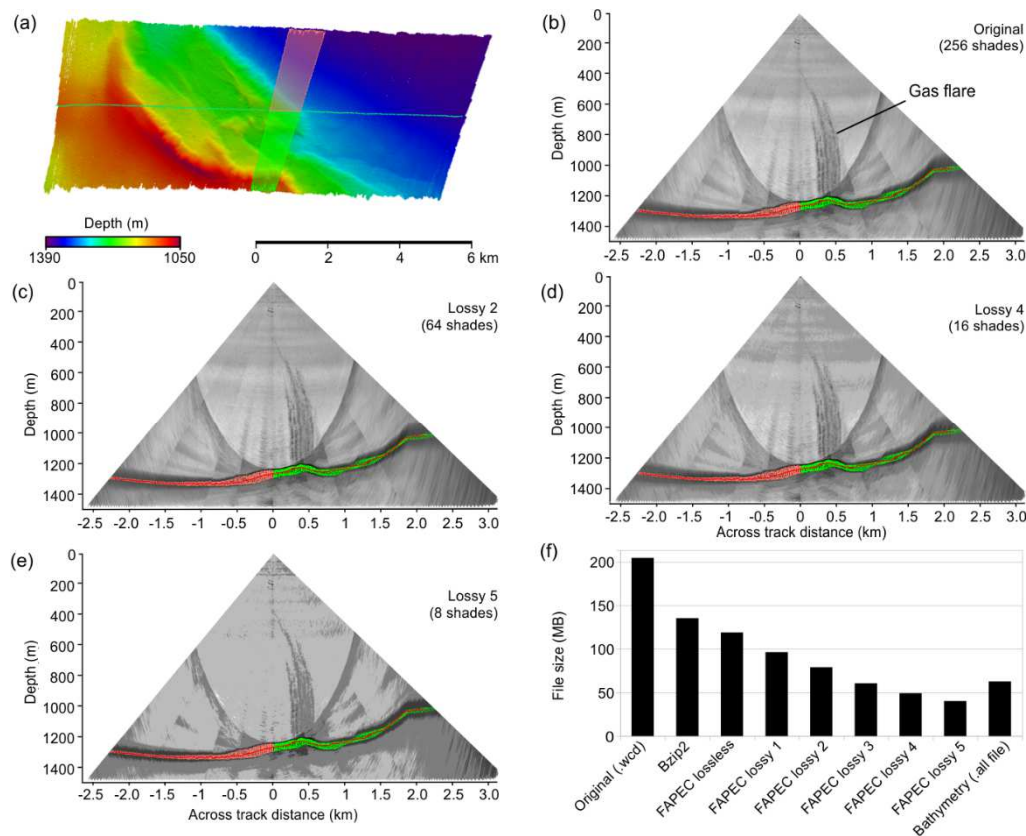 (a)
Depth (m)
1390 1050
0 2 4 6 km
(b)
Original
(256 shades)
Gas flare
Depth (m)
0
200
400
600
800
1000
1200
1400
-2.5 -2.0 -1 -0.5 0 0.5 1 1.5 2.0 2.5 3.0
(c)
Lossy 2
(64 shades)
Depth (m)
0
200
400
600
800
1000
1200
1400
-2.5 -2.0 -1 -0.5 0 0.5 1 1.5 2.0 2.5 3.0
(d)
Lossy 4
(16 shades)
Depth (m)
0
200
400
600
800
1000
1200
1400
-2.5 -2.0 -1 -0.5 0 0.5 1 1.5 2.0 2.5 3.0
Across track distance (km)
(e)
Lossy 5
(8 shades)
Depth (m)
0
200
400
600
800
1000
1200
1400
-2.5 -2.0 -1 -0.5 0 0.5 1 1.5 2.0 2.5 3.0
Across track distance (km)
(f)
File size (MB)
200
150
100
50
0
Original (.wcd)
Bzip2
FAPEC lossless
FAPEC lossy 1
FAPEC lossy 2
FAPEC lossy 3
FAPEC lossy 4
FAPEC lossy 5
Bathymetry (.all file)